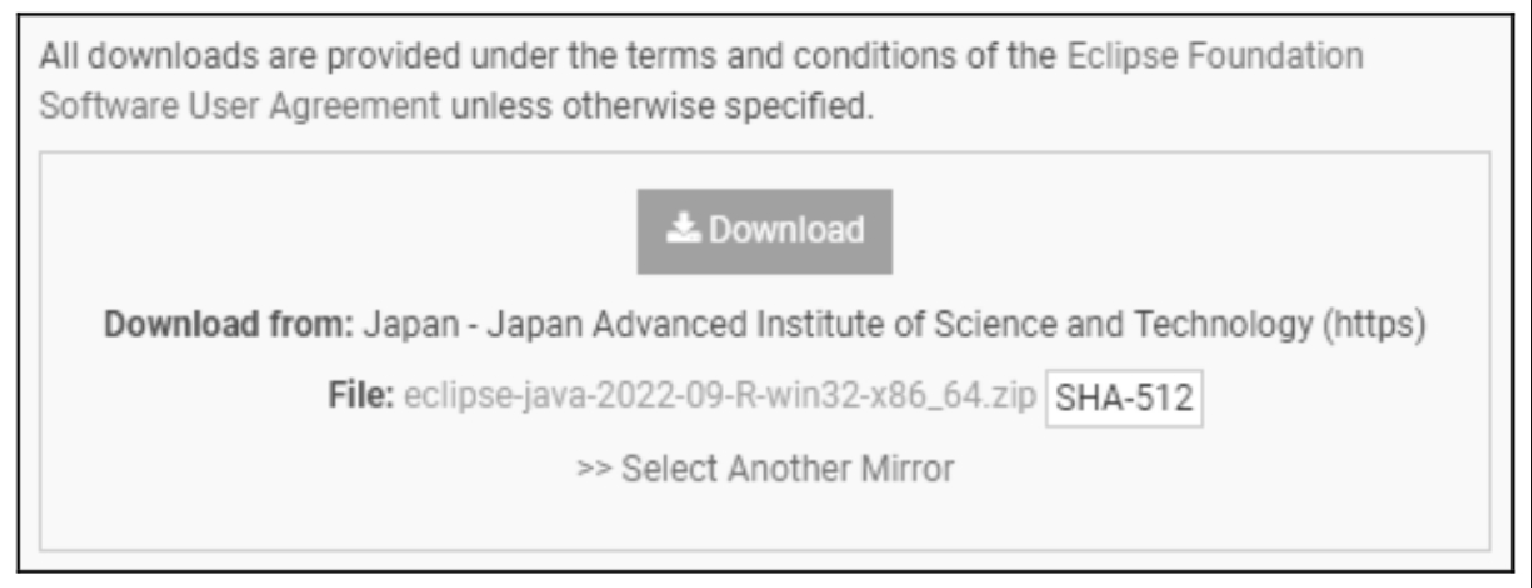 All downloads are provided under the terms and conditions of the Eclipse Foundation
Software User Agreement unless otherwise specified.
Download
Download from: Japan - Japan Advanced Institute of Science and Technology (https)
File: eclipse-java-2022-09-R-win32-x86_64.zip SHA-512
>> Select Another Mirror